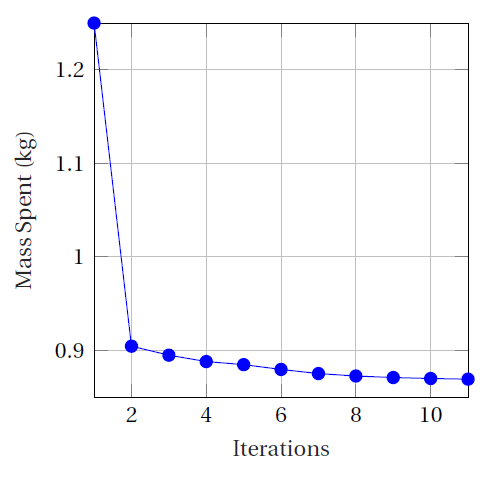 1.2
1.1
1
0.9
Mass Spent (kg)
2 4 6 8 10
Iterations